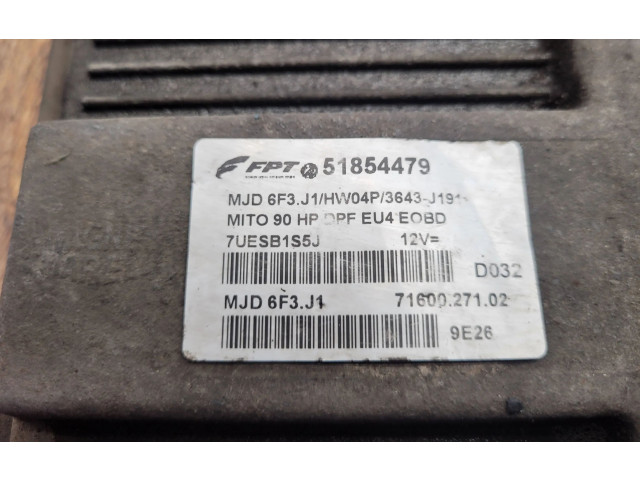 FPT 51854479
MJD 6F3.J1/HW04P/3643-J191
MITO 90 HP DPF EU4 EOBD
7UESB1S5J 12V=
D032
MJD 6F3.J1 71600.271.02
9E26